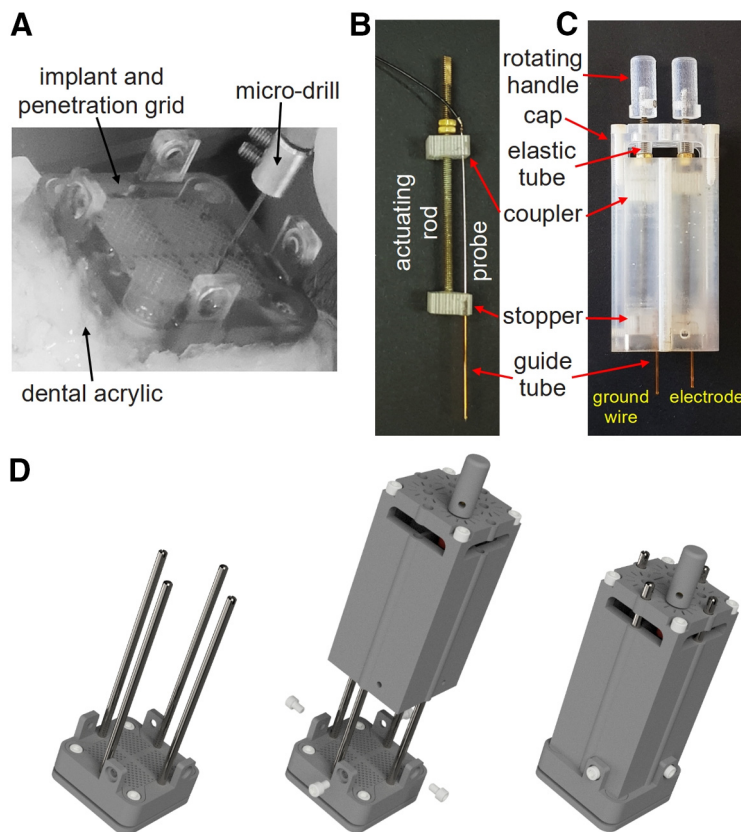 A
implant and
penetration grid
micro-drill
dental acrylic
B
actuating
rod
probe
C
rotating
handle
cap
elastic
tube
coupler
stopper
guide
tube
ground
wire
electrode
D